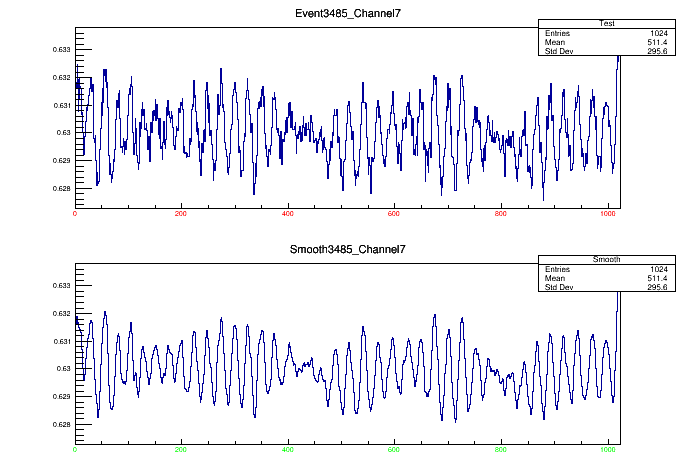 Event3485_Channel7
Test
Entries 1024
Mean 511.4
Std Dev 295.6
0.633
0.632
0.631
0.63
0.629
0.628
0 200 400 600 800 1000
Smooth3485_Channel7
Smooth
Entries 1024
Mean 511.4
Std Dev 295.6
0.633
0.632
0.631
0.63
0.629
0.628
0 200 400 600 800 1000